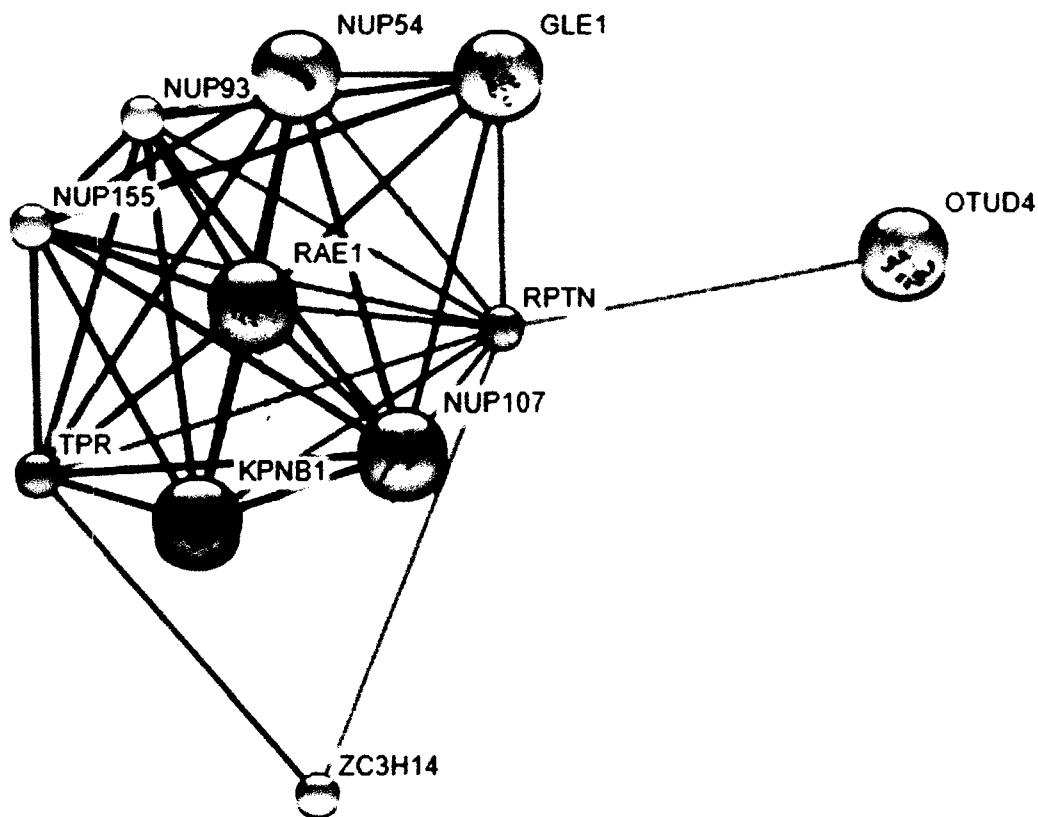 NUP54
GLE1
NUP93
NUP155
OTUD4
RAE1
RPTN
NUP107
TPR
KPNB1
ZC3H14